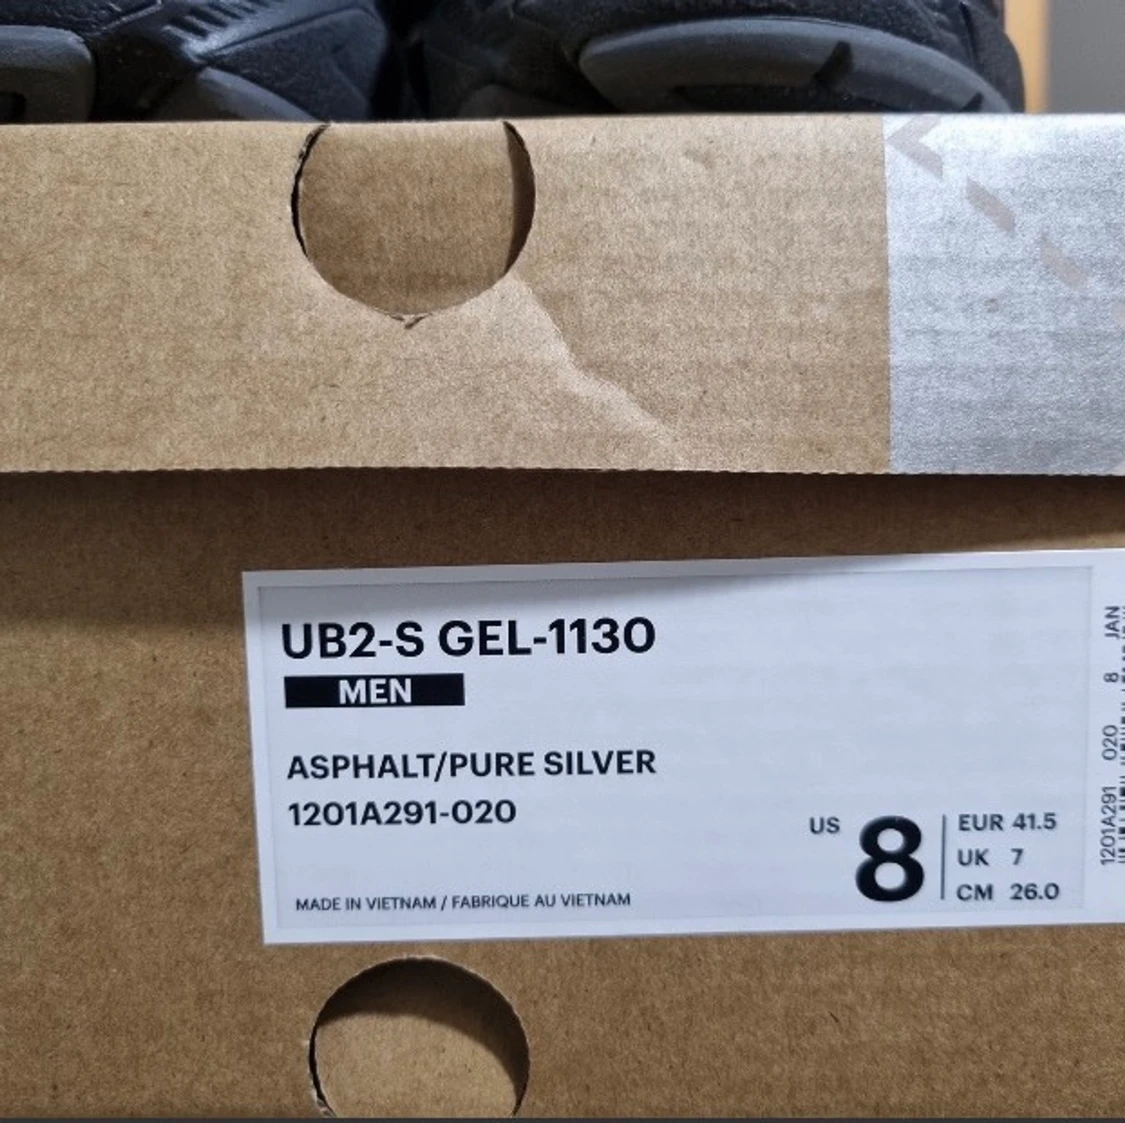 UB2-S GEL-1130
MEN
ASPHALT/PURE SILVER
1201A291-020
MADE IN VIETNAM / FABRIQUE AU VIETNAM
US 8
EUR 41.5
UK 7
CM 26.0
1201A291 020 8 JAN